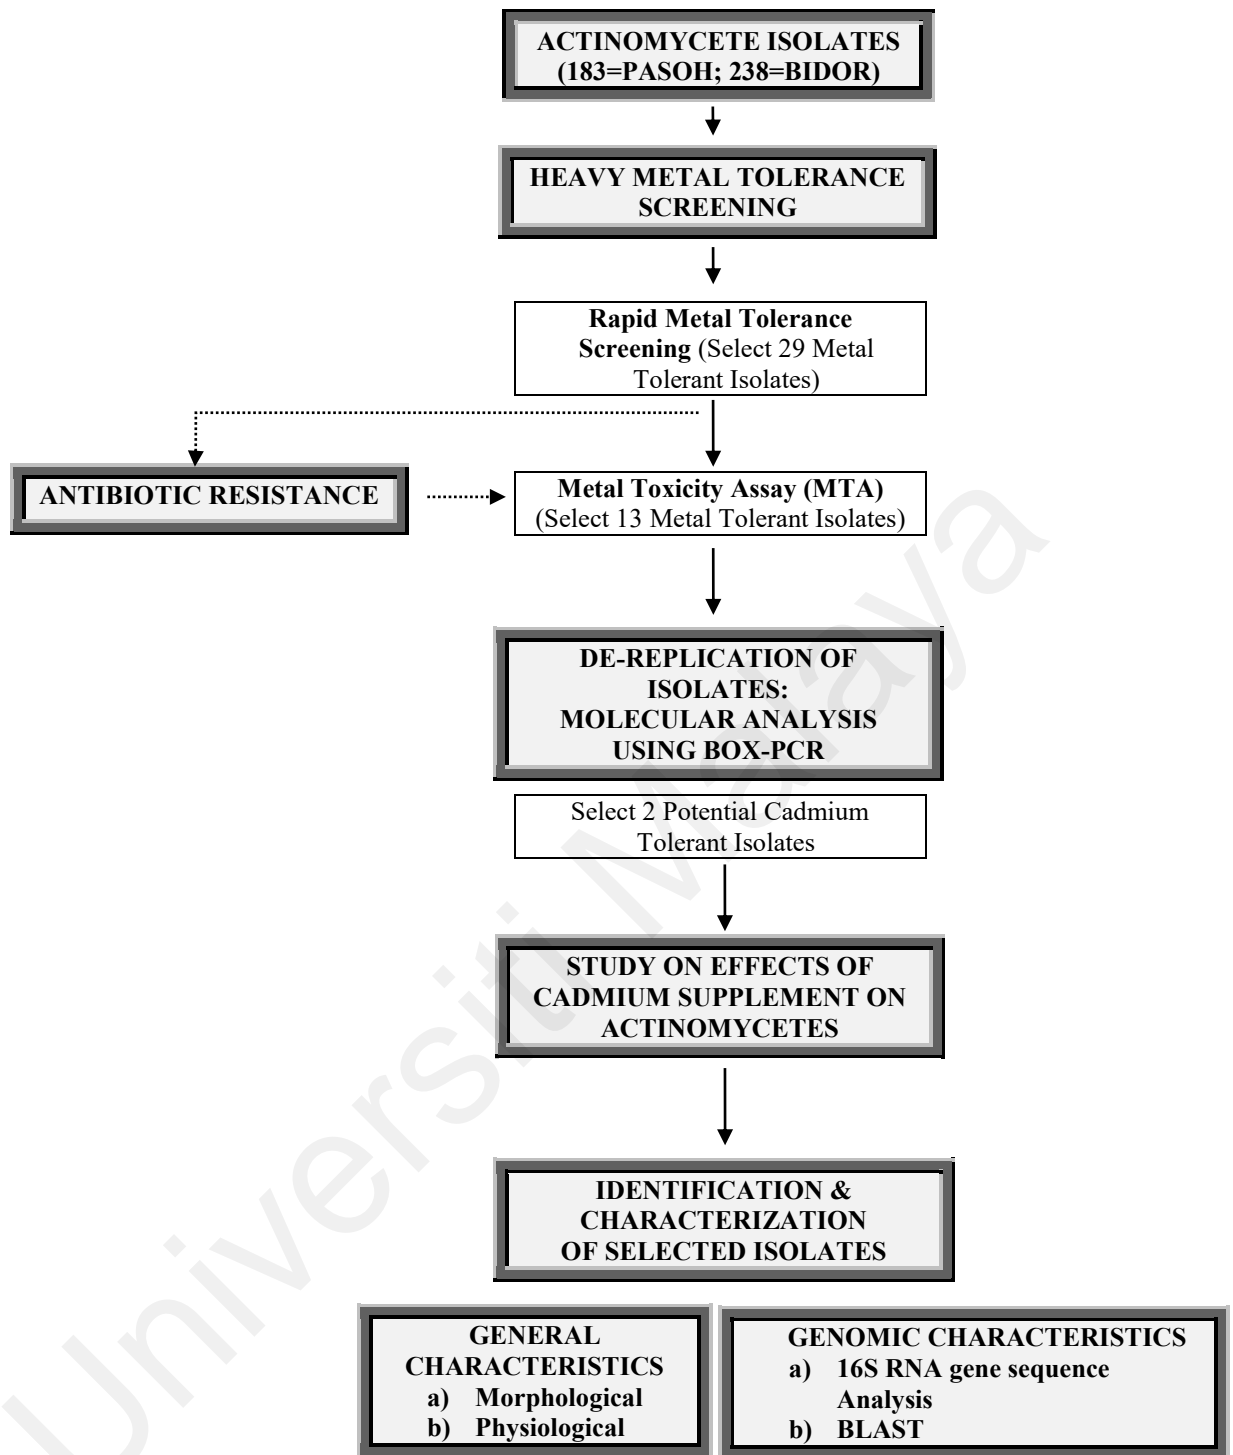 ACTINOMYCETE ISOLATES
(183=PASOH; 238=BIDOR)
HEAVY METAL TOLERANCE
SCREENING
Rapid Metal Tolerance
Screening (Select 29 Metal
Tolerant Isolates)
ANTIBIOTIC RESISTANCE
Metal Toxicity Assay (MTA)
(Select 13 Metal Tolerant Isolates)
DE-REPLICATION OF
ISOLATES:
MOLECULAR ANALYSIS
USING BOX-PCR
Select 2 Potential Cadmium
Tolerant Isolates
STUDY ON EFFECTS OF
CADMIUM SUPPLEMENT ON
ACTINOMYCETES
IDENTIFICATION &
CHARACTERIZATION
OF SELECTED ISOLATES
GENERAL
CHARACTERISTICS
a) Morphological
b) Physiological
GENOMIC CHARACTERISTICS
a) 16S RNA gene sequence
Analysis
b) BLAST
Universiti Malaya